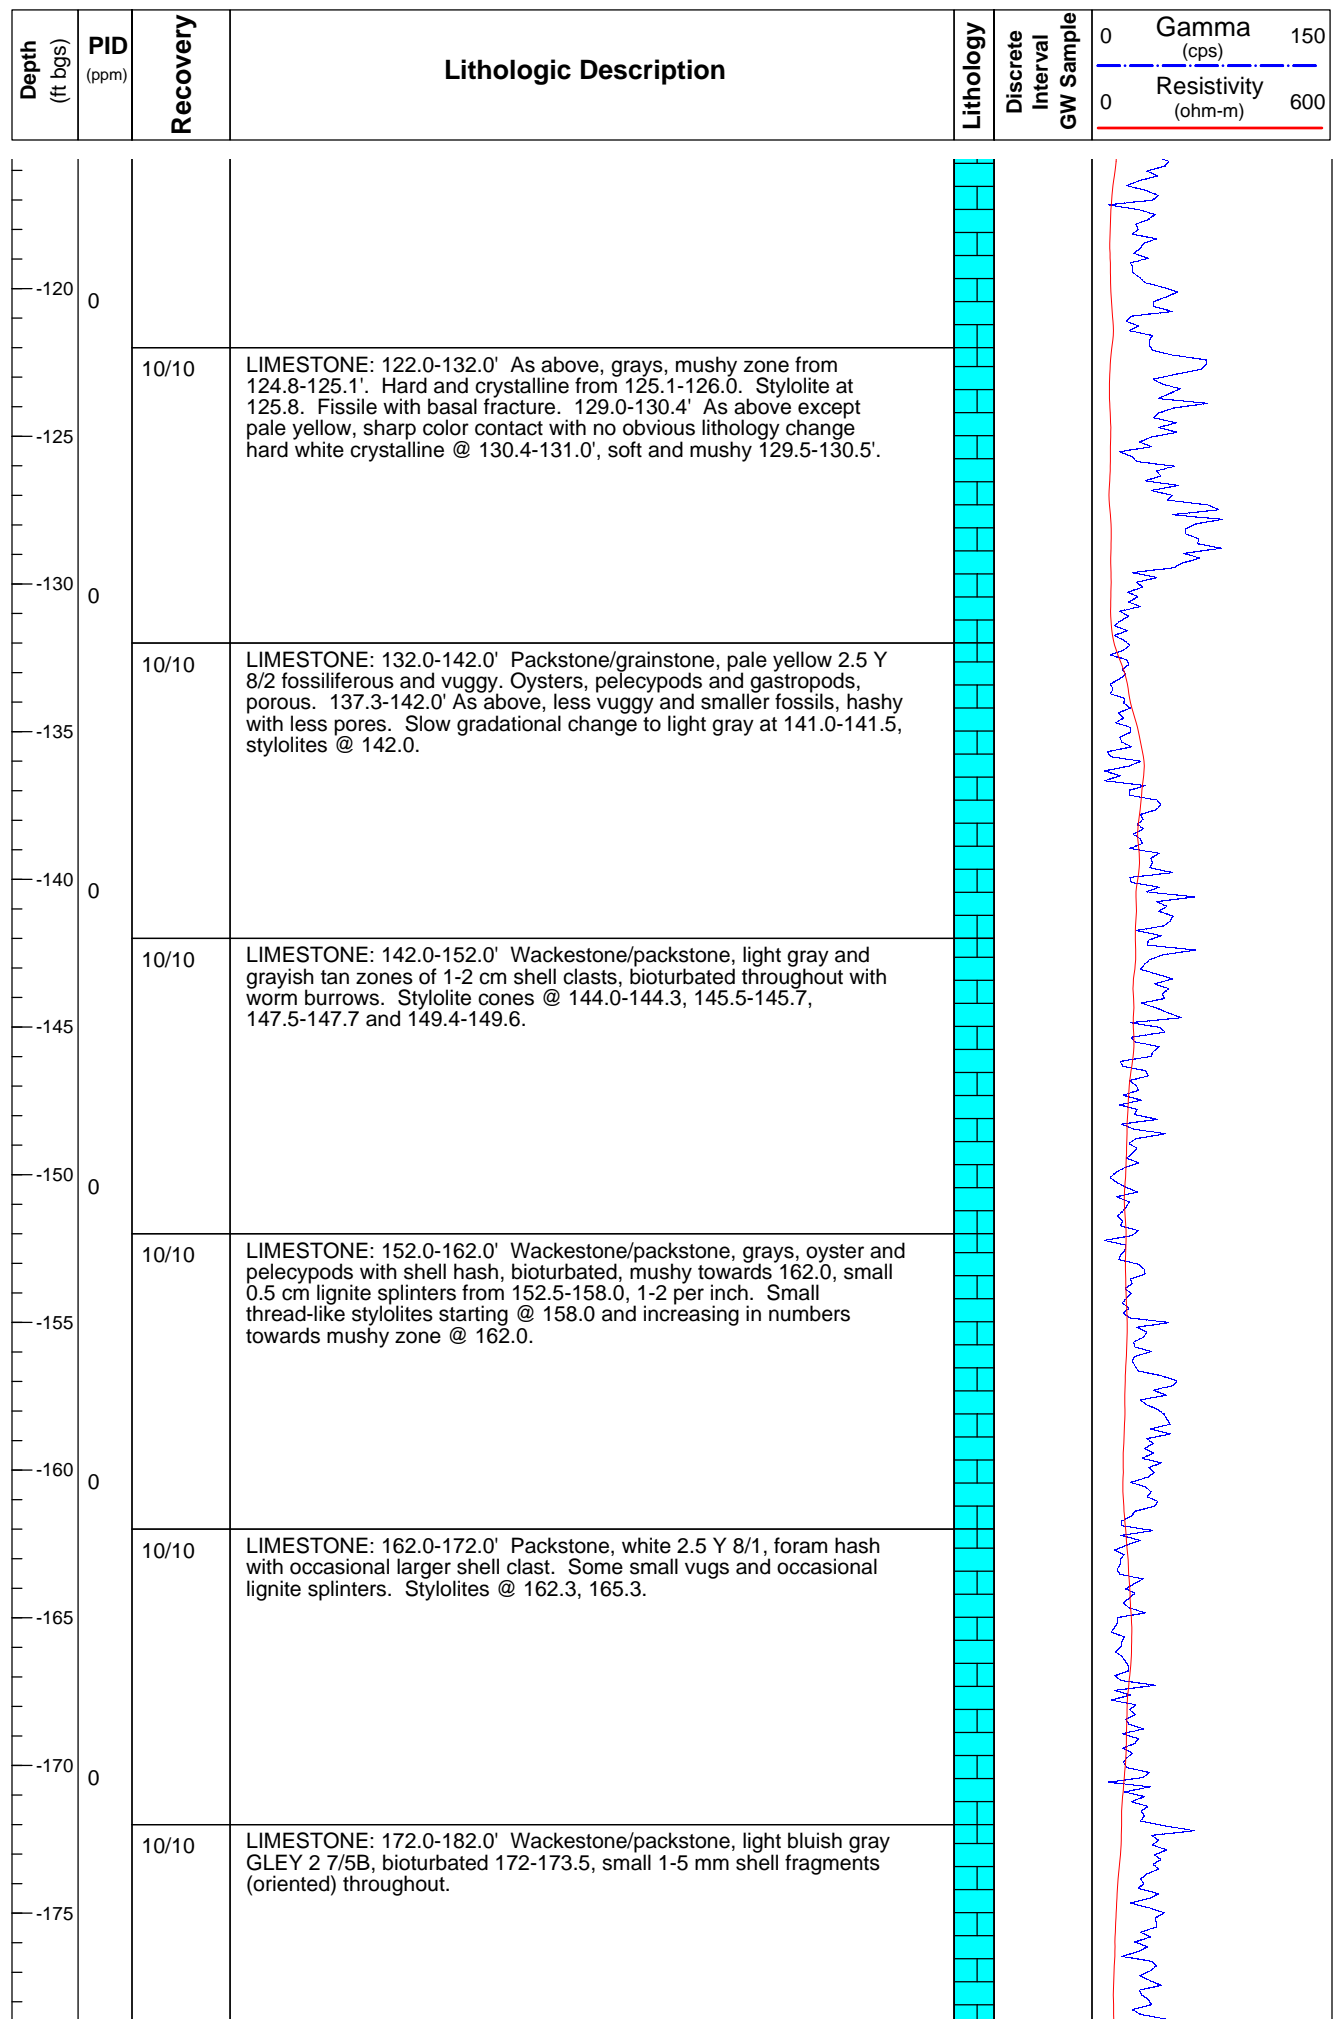 Depth
(ft bgs)
PID
(ppm)
Recovery
Lithologic Description
Lithology
Discrete
Interval
GW Sample
0 Gamma 150
(cps)
0 Resistivity 600
(ohm-m)
-120
0
10/10
LIMESTONE: 122.0-132.0' As above, grays, mushy zone from
124.8-125.1'. Hard and crystalline from 125.1-126.0. Stylolite at
125.8. Fissile with basal fracture. 129.0-130.4' As above except
pale yellow, sharp color contact with no obvious lithology change
hard white crystalline @ 130.4-131.0', soft and mushy 129.5-130.5'.
-125
-130
0
10/10
LIMESTONE: 132.0-142.0' Packstone/grainstone, pale yellow 2.5 Y
8/2 fossiliferous and vuggy. Oysters, pelecypods and gastropods,
porous. 137.3-142.0' As above, less vuggy and smaller fossils, hashy
with less pores. Slow gradational change to light gray at 141.0-141.5,
stylolites @ 142.0.
-135
-140
0
10/10
LIMESTONE: 142.0-152.0' Wackestone/packstone, light gray and
grayish tan zones of 1-2 cm shell clasts, bioturbated throughout with
worm burrows. Stylolite cones @ 144.0-144.3, 145.5-145.7,
147.5-147.7 and 149.4-149.6.
-145
-150
0
10/10
LIMESTONE: 152.0-162.0' Wackestone/packstone, grays, oyster and
pelecypods with shell hash, bioturbated, mushy towards 162.0, small
0.5 cm lignite splinters from 152.5-158.0, 1-2 per inch. Small
thread-like stylolites starting @ 158.0 and increasing in numbers
towards mushy zone @ 162.0.
-155
-160
0
10/10
LIMESTONE: 162.0-172.0' Packstone, white 2.5 Y 8/1, foram hash
with occasional larger shell clast. Some small vugs and occasional
lignite splinters. Stylolites @ 162.3, 165.3.
-165
-170
0
10/10
LIMESTONE: 172.0-182.0' Wackestone/packstone, light bluish gray
GLEY 2 7/5B, bioturbated 172-173.5, small 1-5 mm shell fragments
(oriented) throughout.
-175